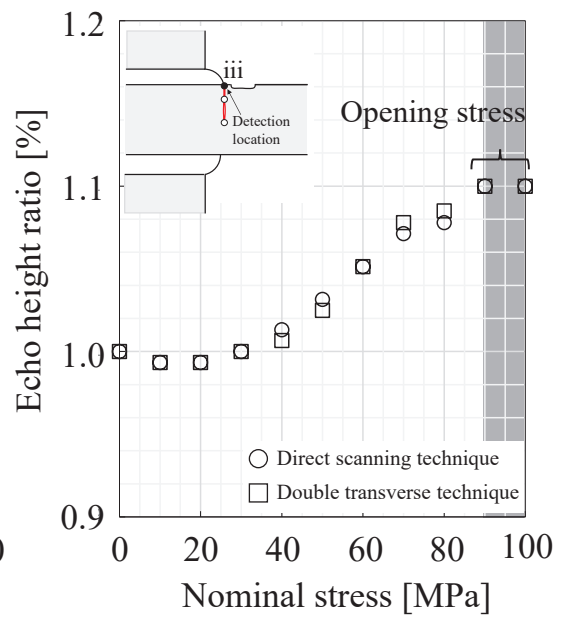 1.2
iii
Detection
location
Opening stress
1.1
Echo height ratio [%]
1.0
Direct scanning technique
Double transverse technique
0.9
0
0 20 40 60 80 100
Nominal stress [MPa]